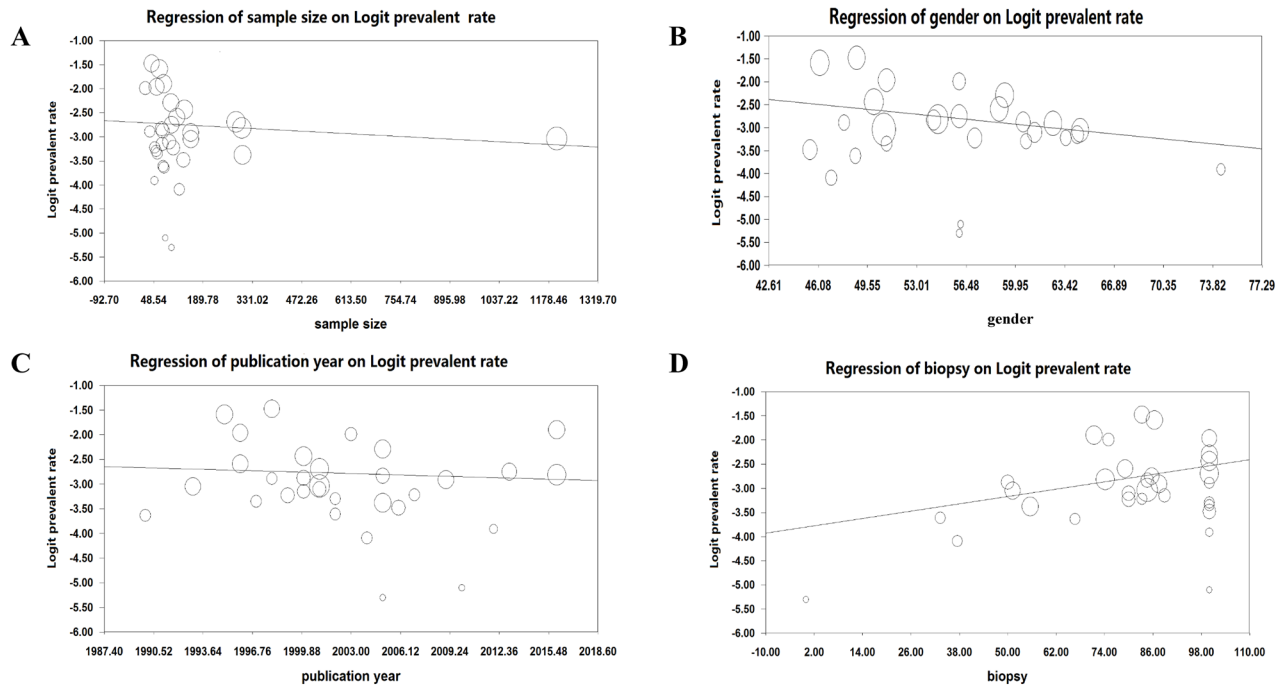 A
Regression of sample size on Logit prevalent rate
Logit prevalent rate
-1.00
-1.50
-2.00
-2.50
-3.00
-3.50
-4.00
-4.50
-5.00
-5.50
-6.00
-92.70 48.54 189.78 331.02 472.26 613.50 754.74 895.98 1037.22 1178.46 1319.70
sample size
B
Regression of gender on Logit prevalent rate
Logit prevalent rate
-1.00
-1.50
-2.00
-2.50
-3.00
-3.50
-4.00
-4.50
-5.00
-5.50
-6.00
42.61 46.08 49.55 53.01 56.48 59.95 63.42 66.89 70.35 73.82 77.29
gender
C
Regression of publication year on Logit prevalent rate
Logit prevalent rate
-1.00
-1.50
-2.00
-2.50
-3.00
-3.50
-4.00
-4.50
-5.00
-5.50
-6.00
1987.40 1990.52 1993.64 1996.76 1999.88 2003.00 2006.12 2009.24 2012.36 2015.48 2018.60
publication year
D
Regression of biopsy on Logit prevalent rate
Logit prevalent rate
-1.00
-1.50
-2.00
-2.50
-3.00
-3.50
-4.00
-4.50
-5.00
-5.50
-6.00
-10.00 2.00 14.00 26.00 38.00 50.00 62.00 74.00 86.00 98.00 110.00
biopsy